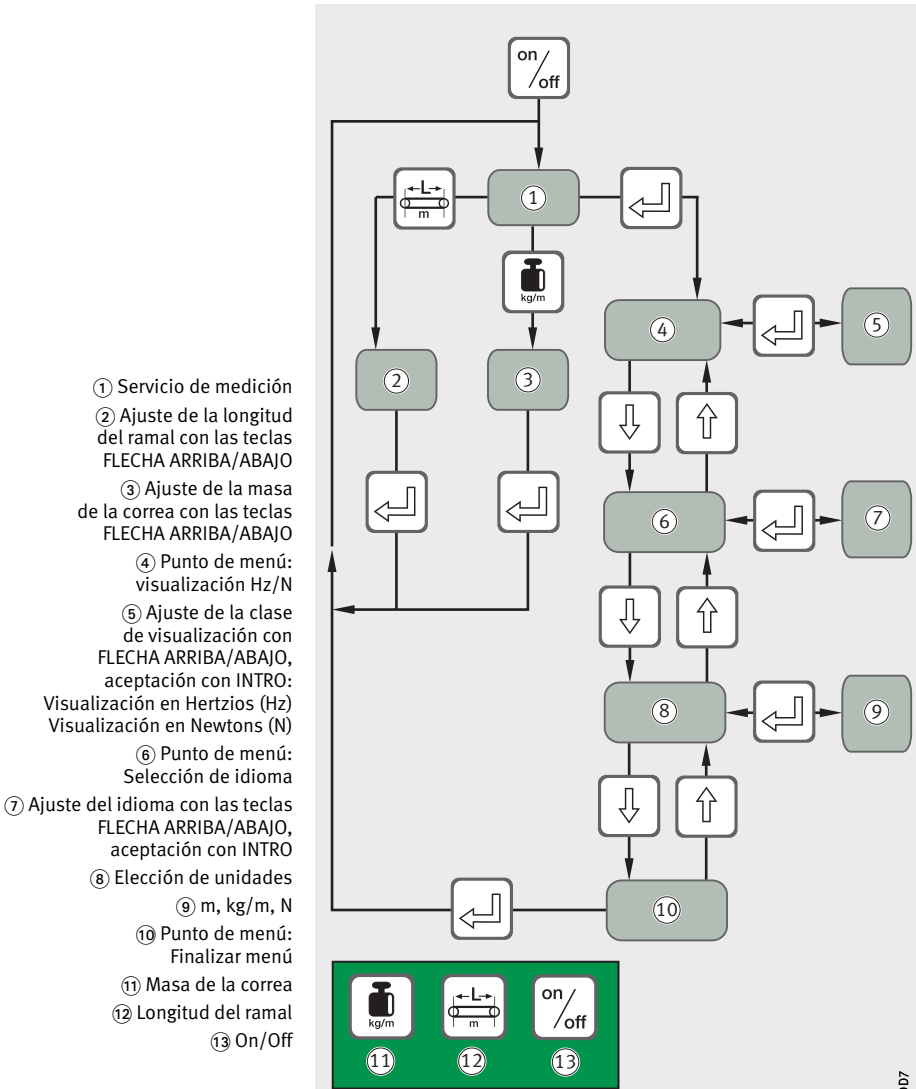 on/off
L
m
①
kg/m
④
⑤
① Servicio de medición
② Ajuste de la longitud
del ramal con las teclas
FLECHA ARRIBA/ABAJO
③ Ajuste de la masa
de la correa con las teclas
FLECHA ARRIBA/ABAJO
④ Punto de menú:
visualización Hz/N
⑤ Ajuste de la clase
de visualización con
FLECHA ARRIBA/ABAJO,
aceptación con INTRO:
Visualización en Hertzios (Hz)
Visualización en Newtons (N)
⑥ Punto de menú:
Selección de idioma
⑦ Ajuste del idioma con las teclas
FLECHA ARRIBA/ABAJO,
aceptación con INTRO
⑧ Elección de unidades
⑨ m, kg/m, N
⑩ Punto de menú:
Finalizar menú
⑪ Masa de la correa
⑫ Longitud del ramal
⑬ On/Off
②
③
⑥
⑦
⑧
⑨
⑩
kg/m
L
m
on/off
⑪
⑫
⑬